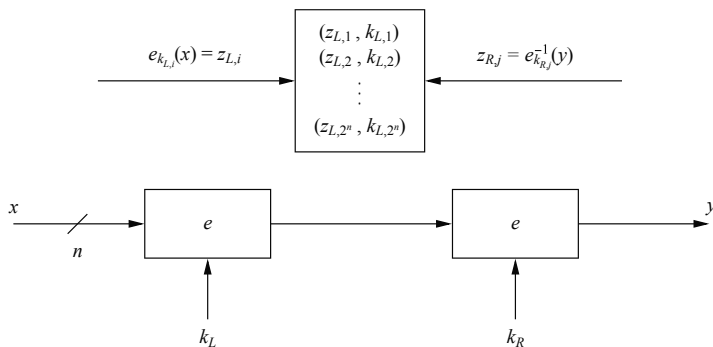 (z_{L,1} , k_{L,1})
e_{k_{L,i}}(x) = z_{L,i}
(z_{L,2} , k_{L,2})
z_{R,j} = e^{-1}_{k_{R,j}}(y)
⋮
(z_{L,2^n} , k_{L,2^n})
x
y
e
e
n
k_L
k_R